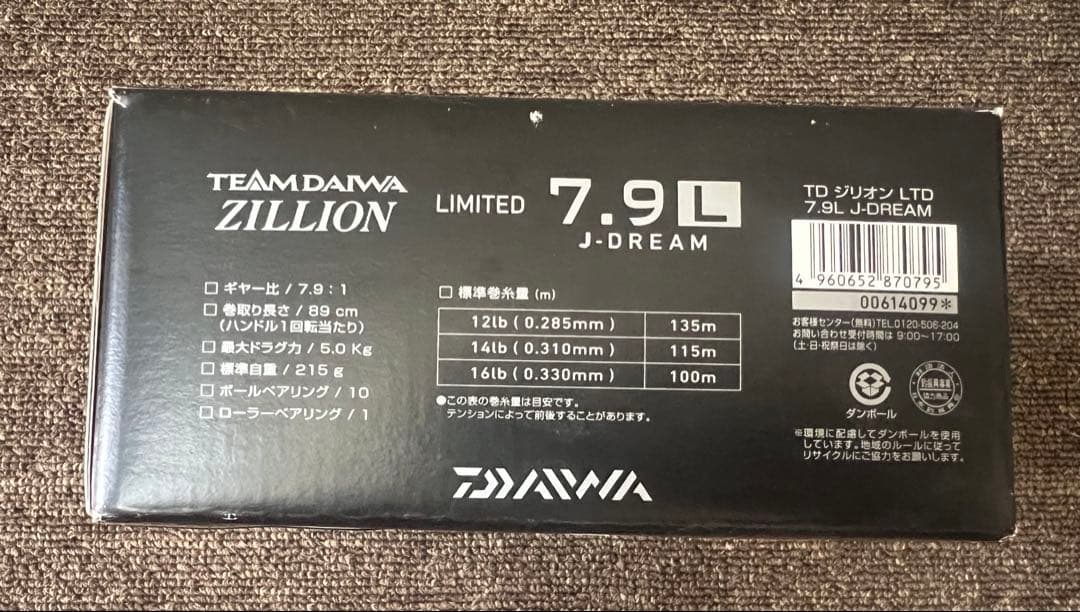 TEAMDAIWA
ZILLION
LIMITED
7.9 L
J-DREAM
TD ジリオン LTD
7.9L J-DREAM
4 960652 870795
00614099*
□ ギヤー比 / 7.9：1
□ 巻取り長さ / 89 cm
(ハンドル1回転当たり)
□ 最大ドラグ力 / 5.0 Kg
□ 標準自重 / 215 g
□ ボールベアリング / 10
□ ローラーベアリング / 1
□ 標準巻糸量 (m)
12lb ( 0.285mm ) 135m
14lb ( 0.310mm ) 115m
16lb ( 0.330mm ) 100m
●この表の巻糸量は目安です。
テンションによって前後することがあります。
お客様センター(無料)TEL0120-506-204
お問い合わせ受付時間は 9:00~17:00
(土・日・祝祭日は除く)
ダンボール
協力商品
※環境に配慮してダンボールを使用
しています。地域のルールに従って
リサイクルにご協力をお願いします。
DAIWA